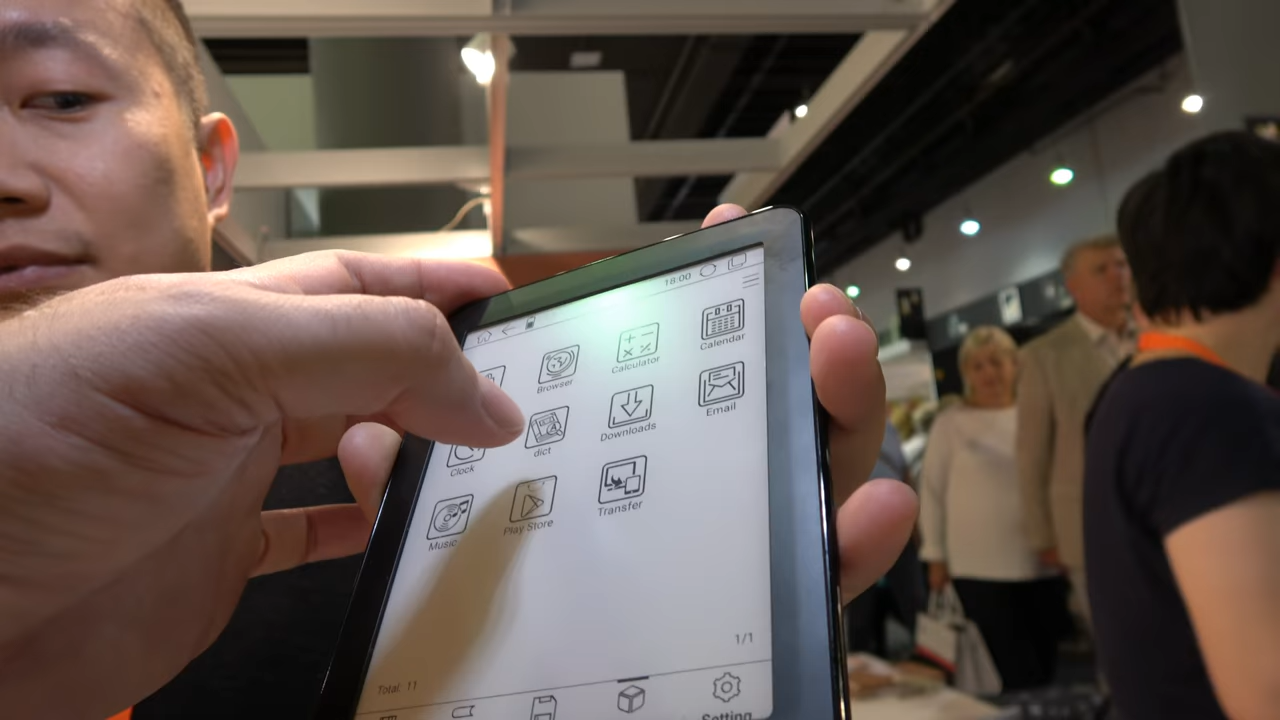 18:00
Browser
Calculator
Calendar
Clock
dict
Downloads
Email
Music
Play Store
Transfer
1/1
Total: 11
Setting